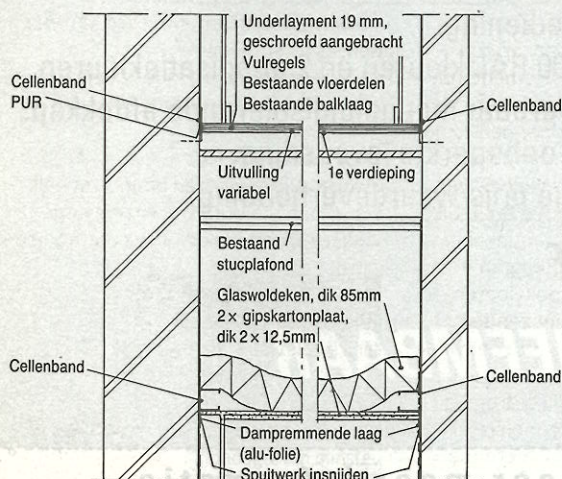 Underlayment 19 mm,
geschroefd aangebracht
Vulregels
Bestaande vloerdelen
Bestaande balklaag
Cellenband
PUR
Cellenband
Uitvulling
variabel
1e verdieping
Bestaand
stucplafond
Glaswoldeken, dik 85mm
2× gipskartonplaat,
dik 2× 12,5mm
Cellenband
Cellenband
Dampremmende laag
(alu-folie)
Spuitwerk insnijden